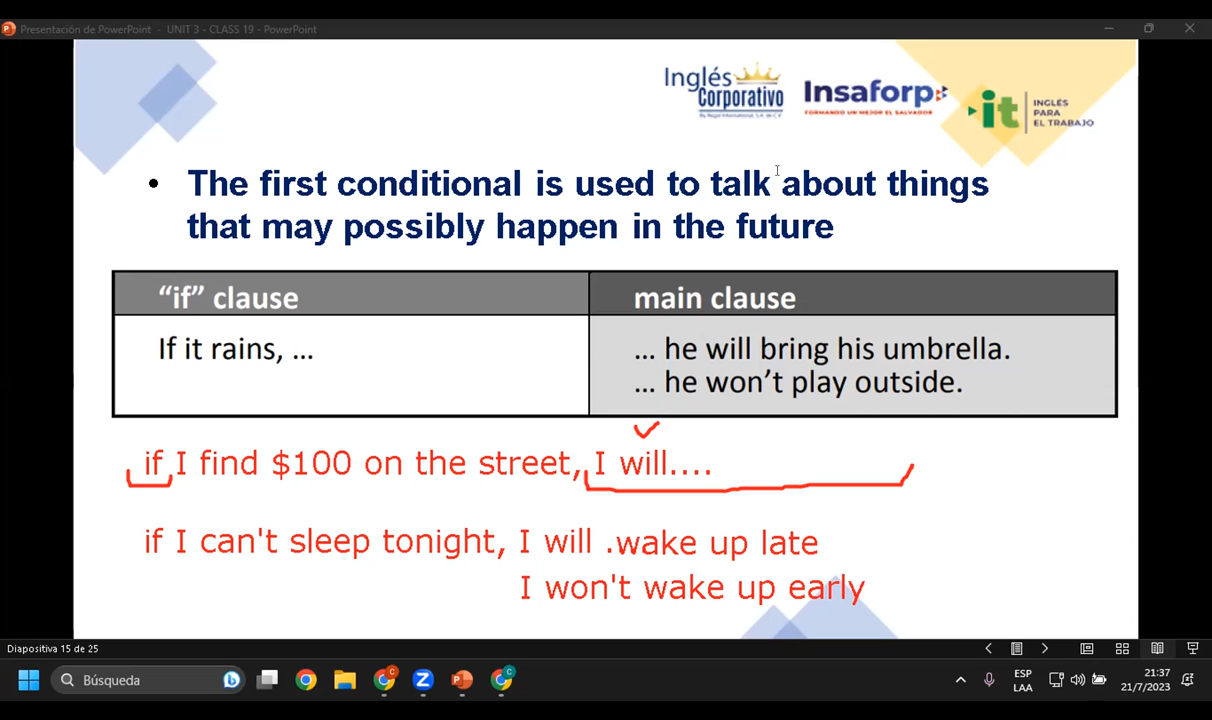 Presentación de PowerPoint - UNIT 3 - CLASS 19 - PowerPoint
Inglés
Corporativo
By Regal International, S.A. de C.V.
Insaforp
FORMANDO UN MEJOR EL SALVADOR
it
INGLÉS
PARA
EL TRABAJO
• The first conditional is used to talk about things
that may possibly happen in the future
“if” clause
main clause
If it rains, ...
... he will bring his umbrella.
... he won’t play outside.
if I find $100 on the street, I will....
if I can't sleep tonight, I will .wake up late
I won't wake up early
Diapositiva 15 de 25
Búsqueda
ESP
LAA
21:37
21/7/2023